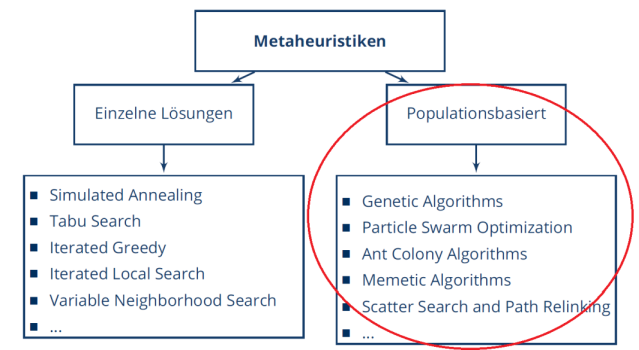 Metaheuristiken
Einzelne Lösungen
Populationsbasiert
Simulated Annealing
Tabu Search
Iterated Greedy
Iterated Local Search
Variable Neighborhood Search
...
Genetic Algorithms
Particle Swarm Optimization
Ant Colony Algorithms
Memetic Algorithms
Scatter Search and Path Relinking
...